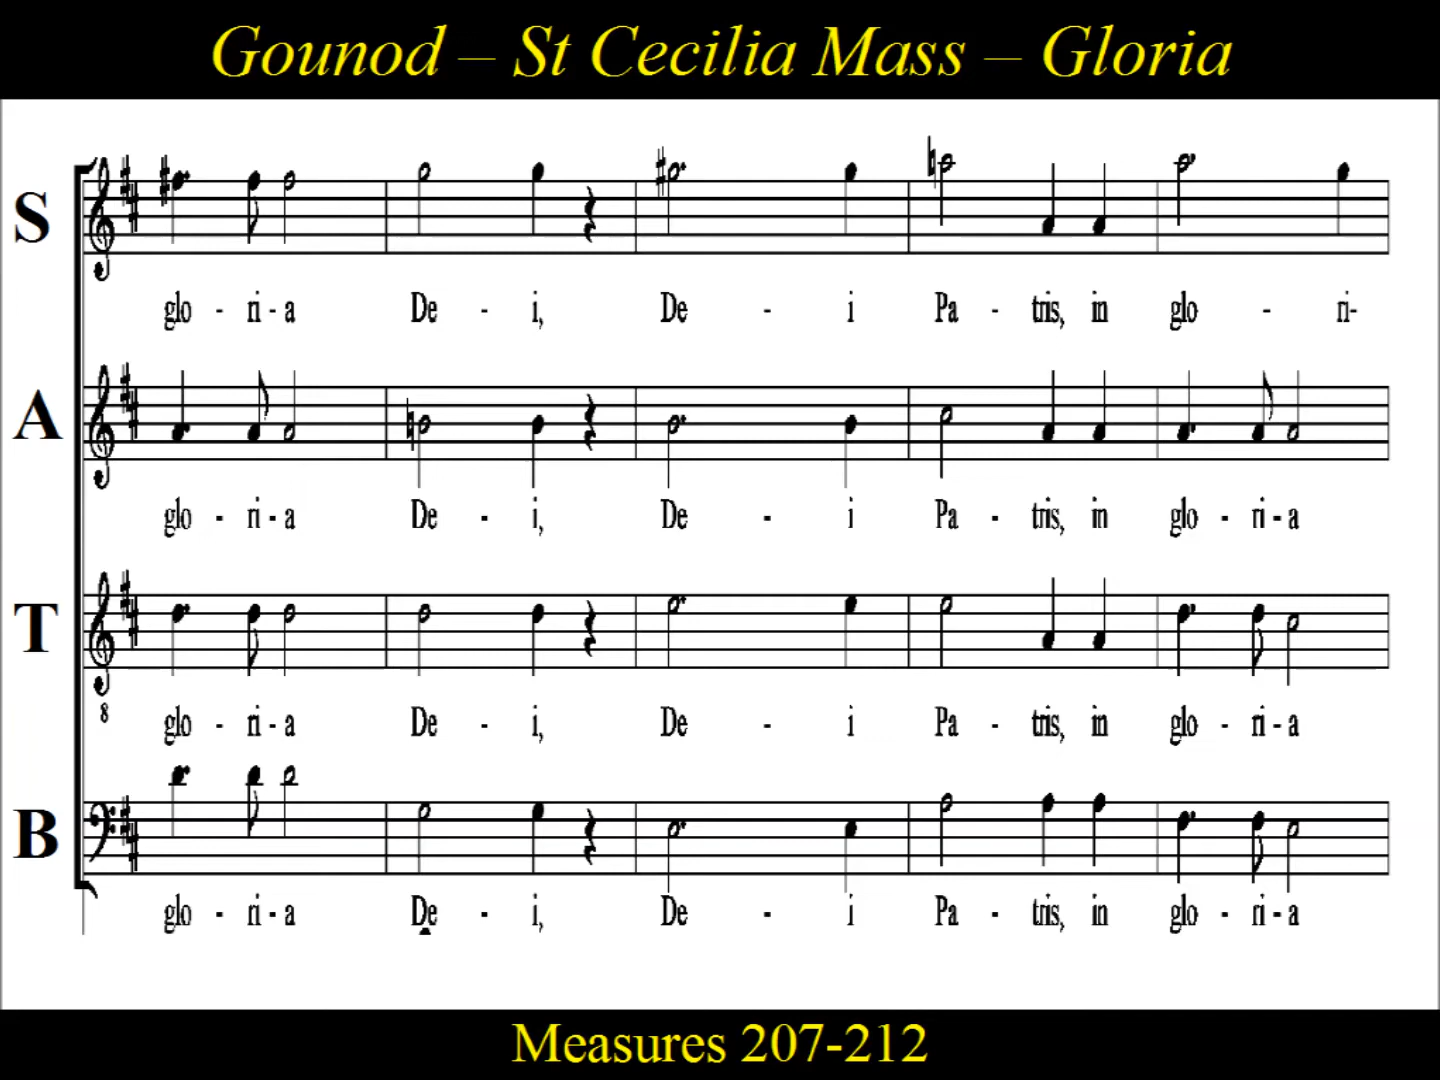 Gounod – St Cecilia Mass – Gloria
S
glo - ri - a De - i, De - i Pa - tris, in glo - ri-
A
glo - ri - a De - i, De - i Pa - tris, in glo - ri - a
T
8
glo - ri - a De - i, De - i Pa - tris, in glo - ri - a
B
glo - ri - a De - i, De - i Pa - tris, in glo - ri - a
Measures 207-212